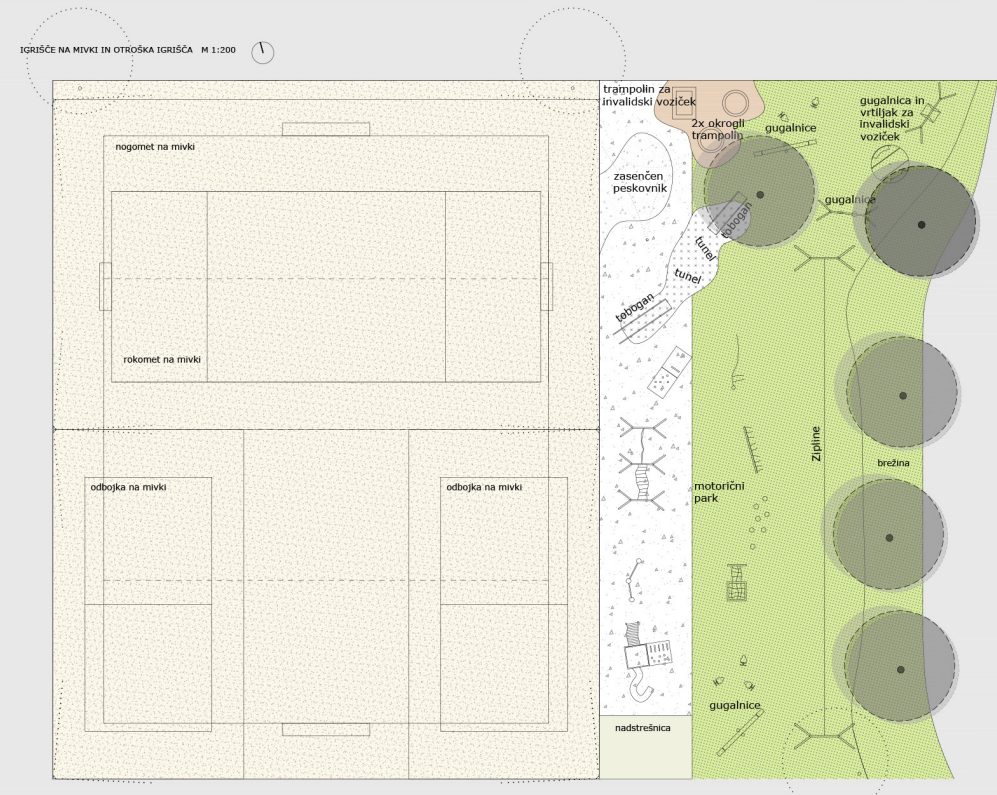 IGRIŠČE NA MIVKI IN OTROŠKA IGRIŠČA M 1:200
trampolin za
invalidski voziček
2x okrogli
trampolin
gugalnice
gugalnica in
vrtiljak za
invalidski
voziček
nogomet na mivki
zasenčen
peskovnik
gugalnice
tobogan
tunel
tunel
tobogan
rokomet na mivki
Zipline
brežina
odbojka na mivki
odbojka na mivki
motorični
park
gugalnice
nadstrešnica